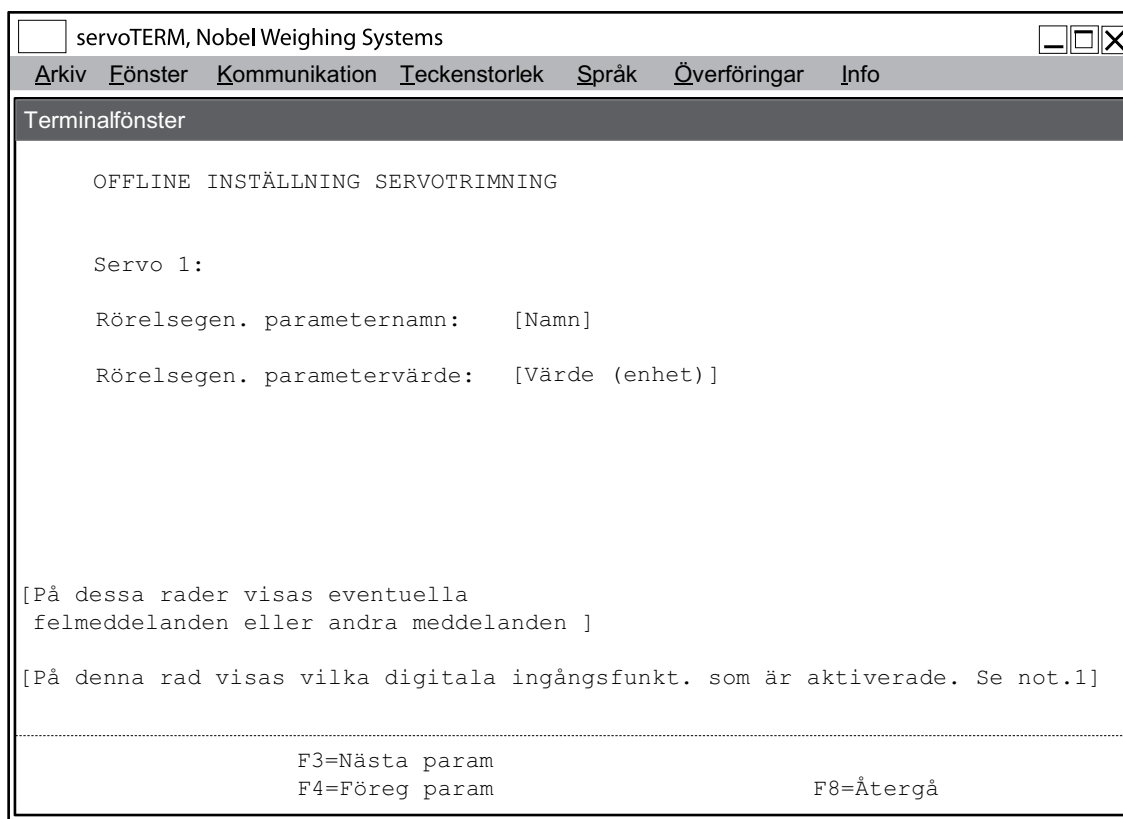 servoTERM, Nobel Weighing Systems
Arkiv Fönster Kommunikation Teckenstorlek Språk Överföringar Info
Terminalfönster
OFFLINE INSTÄLLNING SERVOTRIMNING
Servo 1:
Rörelsegen. parameternamn: [Namn]
Rörelsegen. parametervärde: [Värde (enhet)]
[På dessa rader visas eventuella
felmeddelanden eller andra meddelanden ]
[På denna rad visas vilka digitala ingångsfunkt. som är aktiverade. Se not.1]
F3=Nästa param
F4=Föreg param F8=Återgå